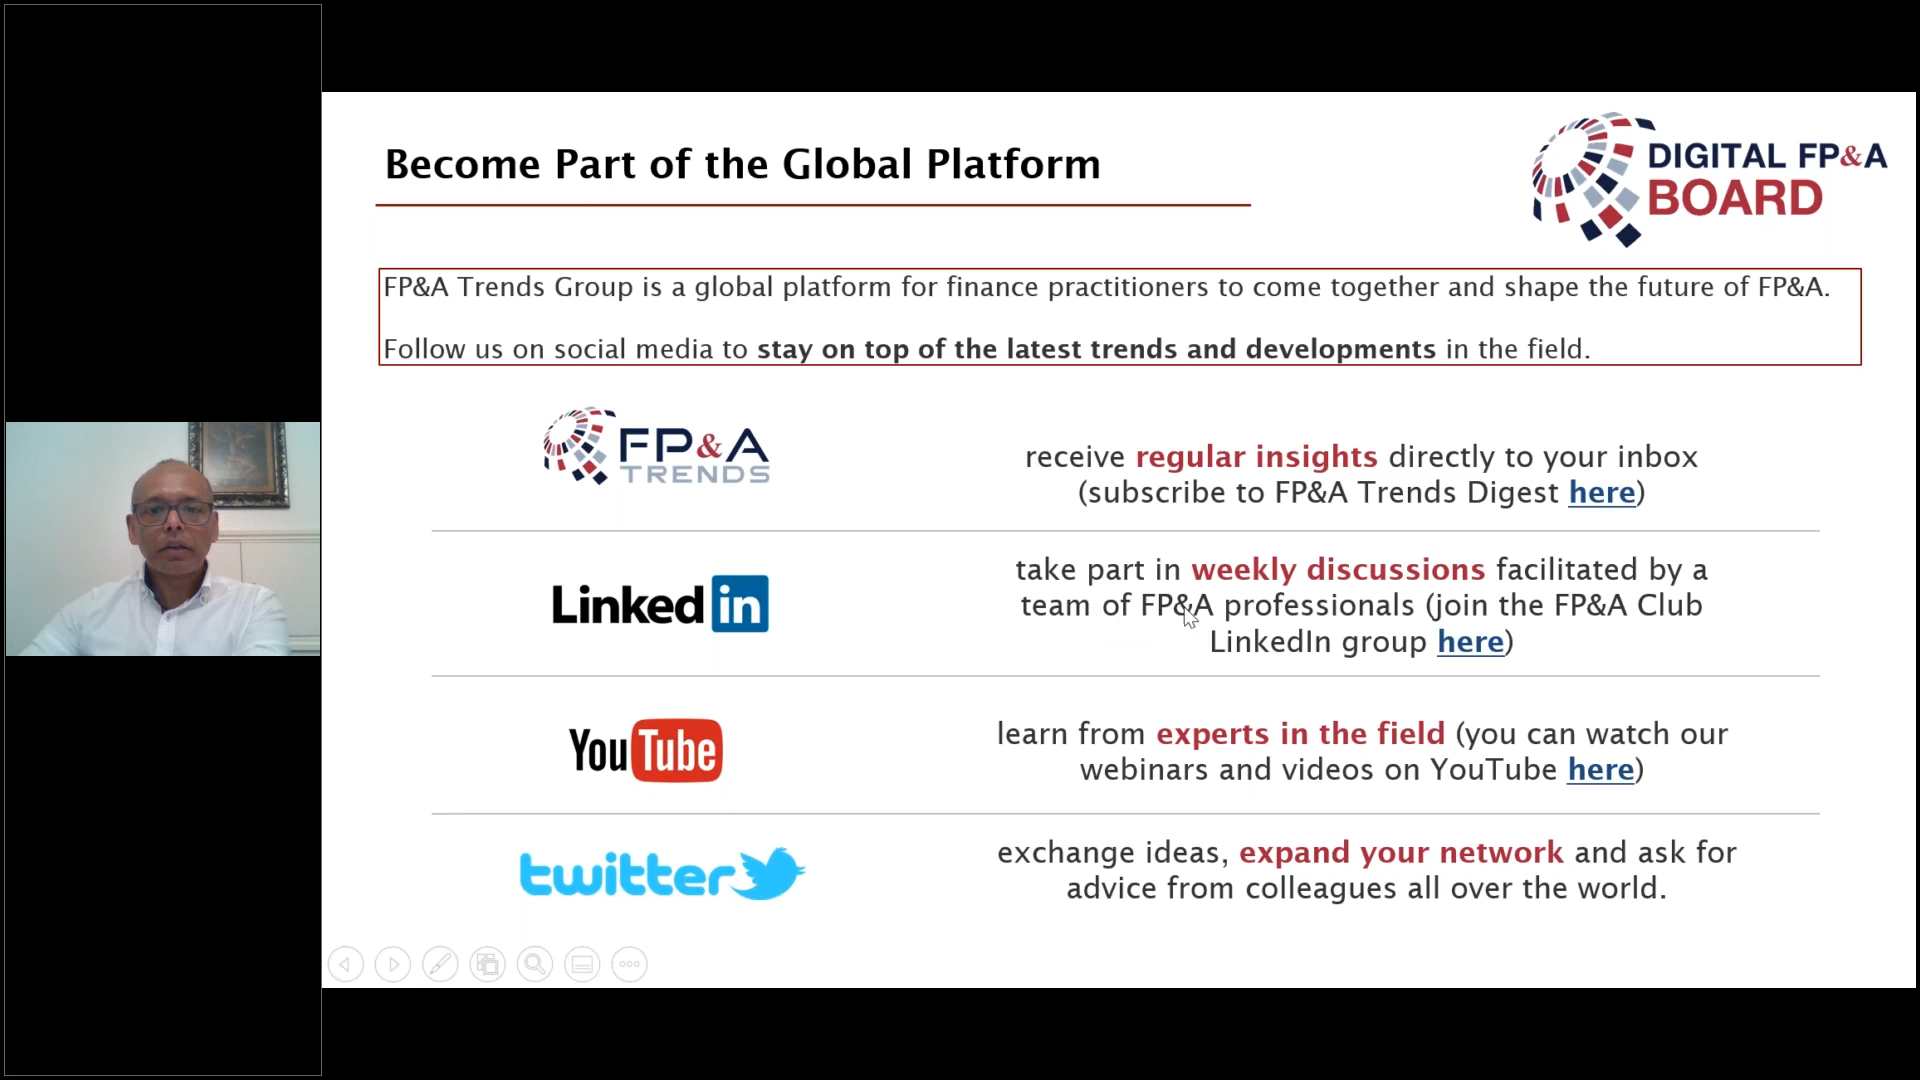 Become Part of the Global Platform
DIGITAL FP&A
BOARD
FP&A Trends Group is a global platform for finance practitioners to come together and shape the future of FP&A.
Follow us on social media to stay on top of the latest trends and developments in the field.
FP&A
TRENDS
receive regular insights directly to your inbox
(subscribe to FP&A Trends Digest here)
Linked in
take part in weekly discussions facilitated by a
team of FP&A professionals (join the FP&A Club
LinkedIn group here)
YouTube
learn from experts in the field (you can watch our
webinars and videos on YouTube here)
twitter
exchange ideas, expand your network and ask for
advice from colleagues all over the world.